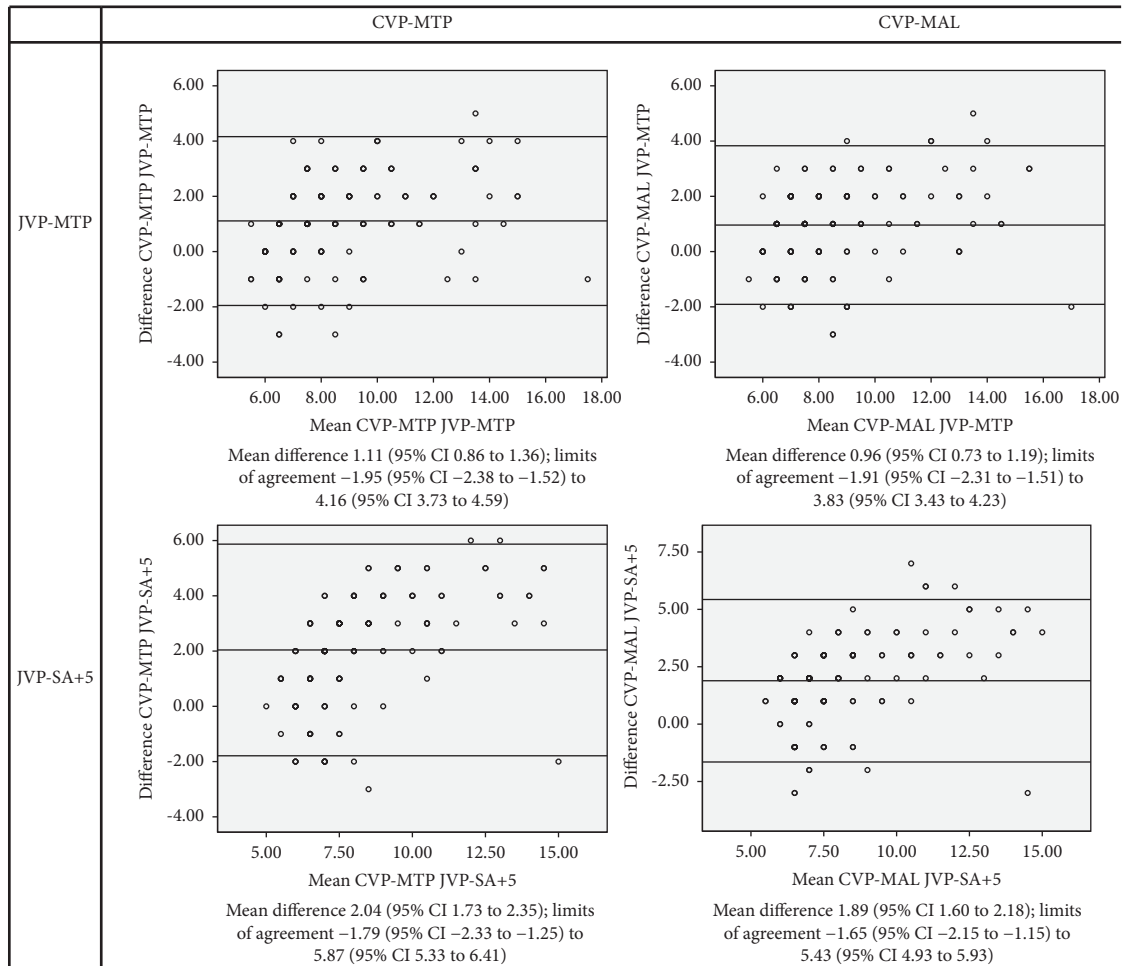 CVP-MTP
CVP-MAL
JVP-MTP
Difference CVP-MTP JVP-MTP
6.00
4.00
2.00
0.00
-2.00
-4.00
6.00 8.00 10.00 12.00 14.00 16.00 18.00
Mean CVP-MTP JVP-MTP
Mean difference 1.11 (95% CI 0.86 to 1.36); limits
of agreement −1.95 (95% CI −2.38 to −1.52) to
4.16 (95% CI 3.73 to 4.59)
Difference CVP-MAL JVP-MTP
6.00
4.00
2.00
0.00
-2.00
-4.00
6.00 8.00 10.00 12.00 14.00 16.00 18.00
Mean CVP-MAL JVP-MTP
Mean difference 0.96 (95% CI 0.73 to 1.19); limits
of agreement −1.91 (95% CI −2.31 to −1.51) to
3.83 (95% CI 3.43 to 4.23)
JVP-SA+5
Difference CVP-MTP JVP-SA+5
6.00
4.00
2.00
0.00
-2.00
-4.00
5.00 7.50 10.00 12.50 15.00
Mean CVP-MTP JVP-SA+5
Mean difference 2.04 (95% CI 1.73 to 2.35); limits
of agreement −1.79 (95% CI −2.33 to −1.25) to
5.87 (95% CI 5.33 to 6.41)
Difference CVP-MAL JVP-SA+5
7.50
5.00
2.50
0.00
-2.50
5.00 7.50 10.00 12.50 15.00
Mean CVP-MAL JVP-SA+5
Mean difference 1.89 (95% CI 1.60 to 2.18); limits
of agreement −1.65 (95% CI −2.15 to −1.15) to
5.43 (95% CI 4.93 to 5.93)